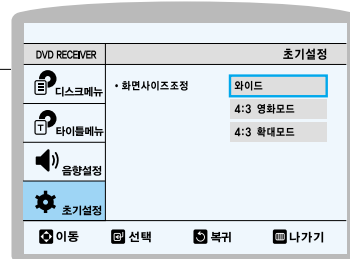 DVD RECEIVER 초기설정
디스크메뉴
• 화면사이즈조정 와이드
4:3 영화모드
타이틀메뉴
4:3 확대모드
음향설정
초기설정
이동 선택 복귀 나가기